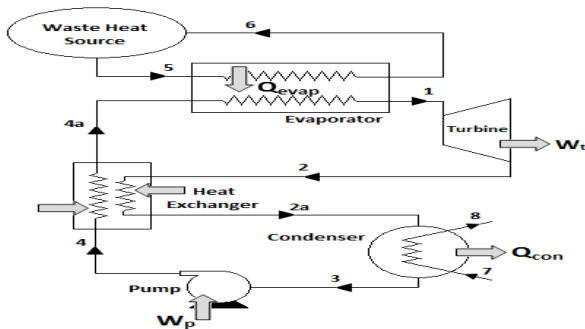 Waste Heat
Source
6
5
Qevap
Evaporator
1
4a
Turbine
Wt
2
Heat
Exchanger
2a
8
Condenser
Qcon
4
7
3
Pump
Wp